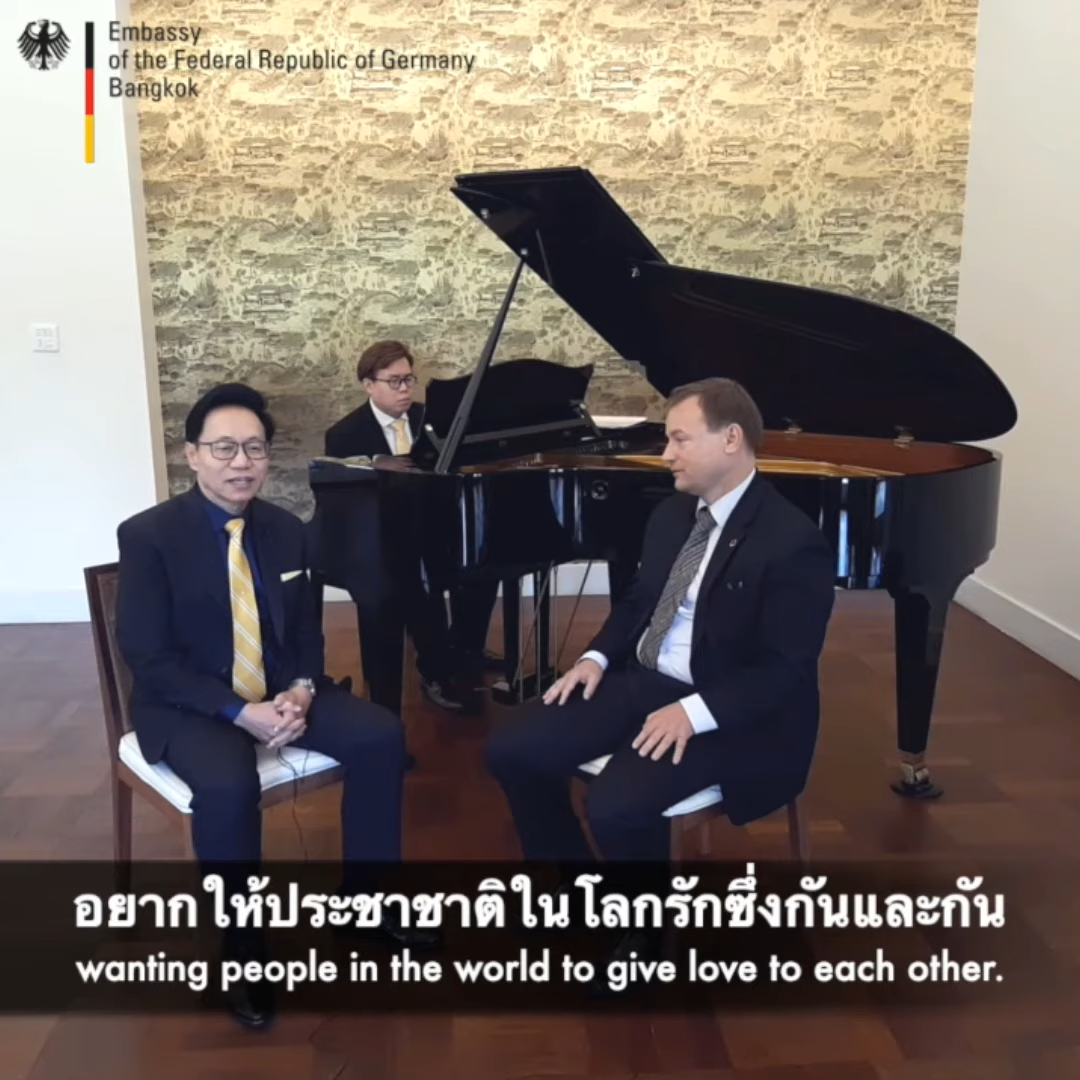 Embassy
of the Federal Republic of Germany
Bangkok
อยากให้ประชาชาติในโลกรักซึ่งกันและกัน
wanting people in the world to give love to each other.